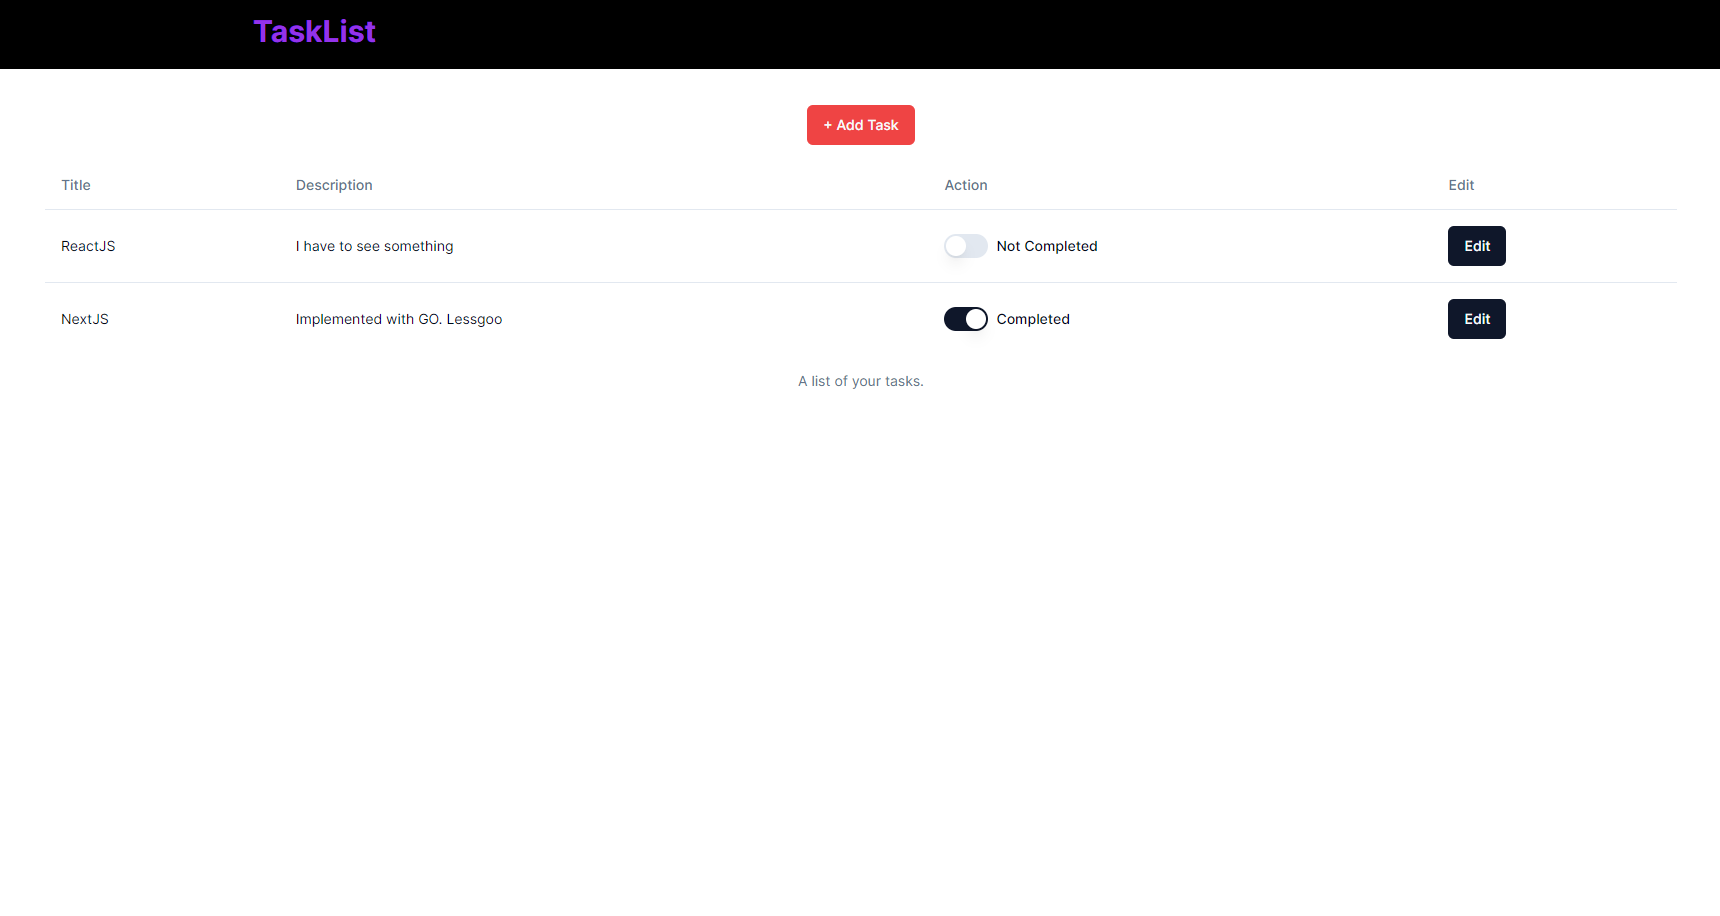 TaskList
+ Add Task
Title Description Action Edit
ReactJS I have to see something Not Completed Edit
NextJS Implemented with GO. Lessgoo Completed Edit
A list of your tasks.